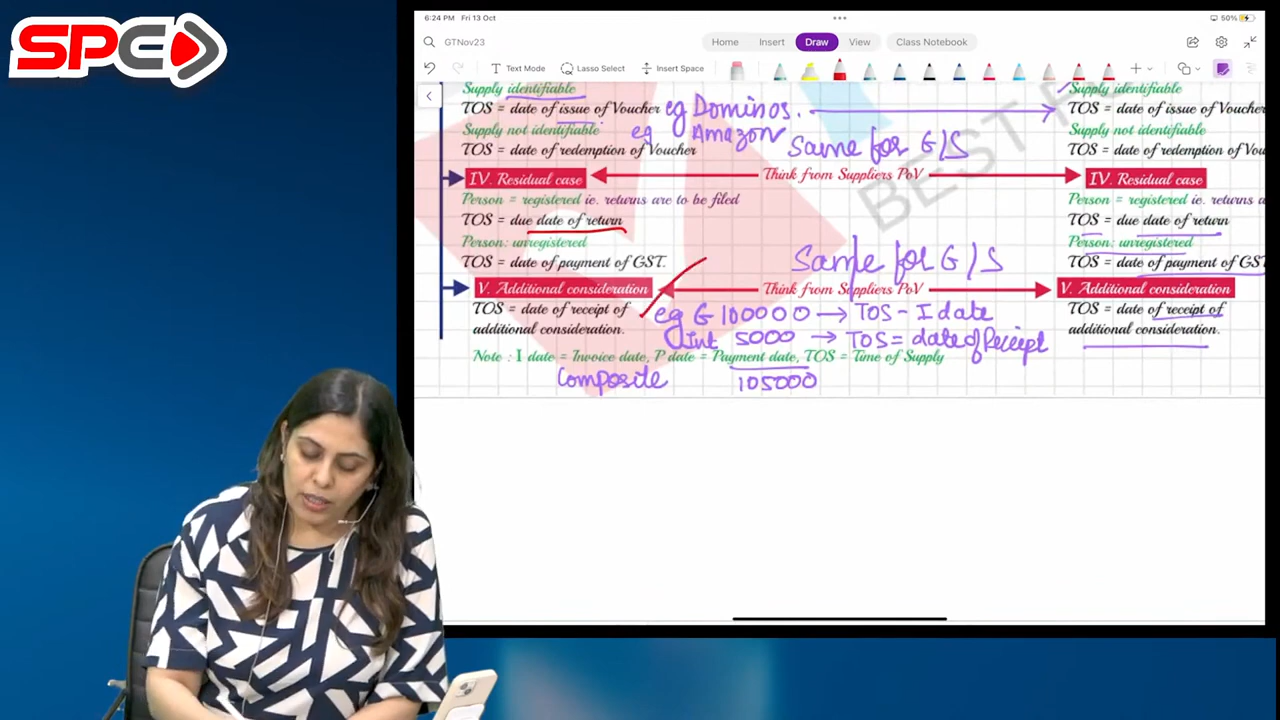 SPC
6:24 PM Fri 13 Oct
50%
GTNov23
Home Insert Draw View Class Notebook
Text Mode Lasso Select Insert Space
Supply identifiable
TOS = date of issue of Voucher eg Dominos.
Supply not identifiable eg Amazon
TOS = date of redemption of Voucher
Same for G/S
IV. Residual case
Think from Suppliers PoV
Person = registered ie. returns are to be filed
TOS = due date of return
Person: unregistered
TOS = date of payment of GST.
Same for G/S
V. Additional consideration
Think from Suppliers PoV
TOS = date of receipt of
additional consideration.
eg G 100000 → TOS - I date
Int 5000 → TOS = date of Receipt
Note : I date = Invoice date, P date = Payment date, TOS = Time of Supply
Composite 105000
Supply identifiable
TOS = date of issue of Voucher
Supply not identifiable
TOS = date of redemption of Vou
IV. Residual case
Person = registered ie. returns a
TOS = due date of return
Person: unregistered
TOS = date of payment of GST
V. Additional consideration
TOS = date of receipt of
additional consideration.
BEST